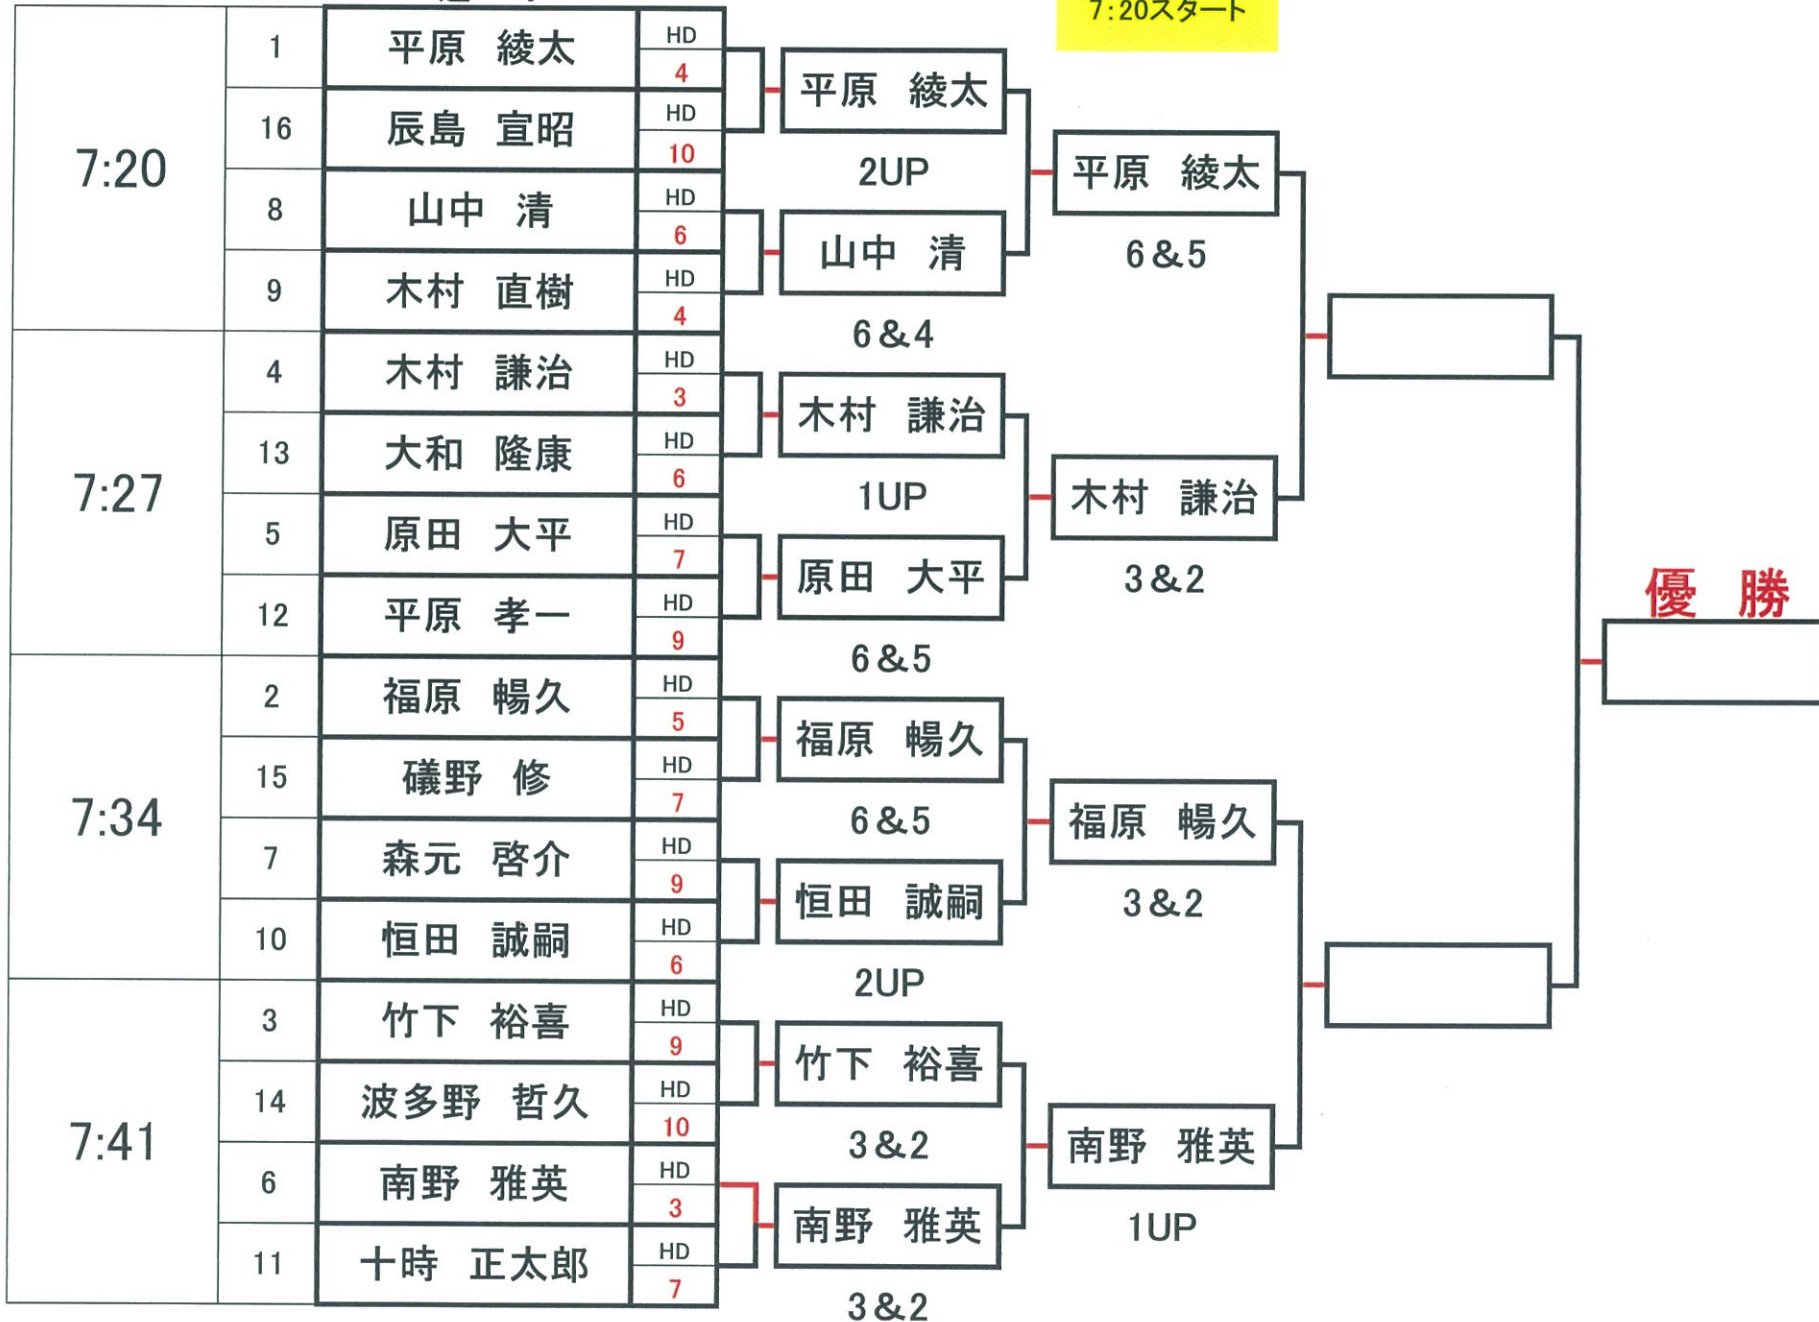 7:20スタート
7:20
1 平原 綾太 HD 4
16 辰島 宣昭 HD 10
8 山中 清 HD 6
9 木村 直樹 HD 4
7:27
4 木村 謙治 HD 3
13 大和 隆康 HD 6
5 原田 大平 HD 7
12 平原 孝一 HD 9
7:34
2 福原 暢久 HD 5
15 礒野 修 HD 7
7 森元 啓介 HD 9
10 恒田 誠嗣 HD 6
7:41
3 竹下 裕喜 HD 9
14 波多野 哲久 HD 10
6 南野 雅英 HD 3
11 十時 正太郎 HD 7
平原 綾太
2UP
山中 清
6&4
木村 謙治
1UP
原田 大平
6&5
福原 暢久
6&5
恒田 誠嗣
2UP
竹下 裕喜
3&2
南野 雅英
3&2
平原 綾太
6&5
木村 謙治
3&2
福原 暢久
3&2
南野 雅英
1UP
優 勝